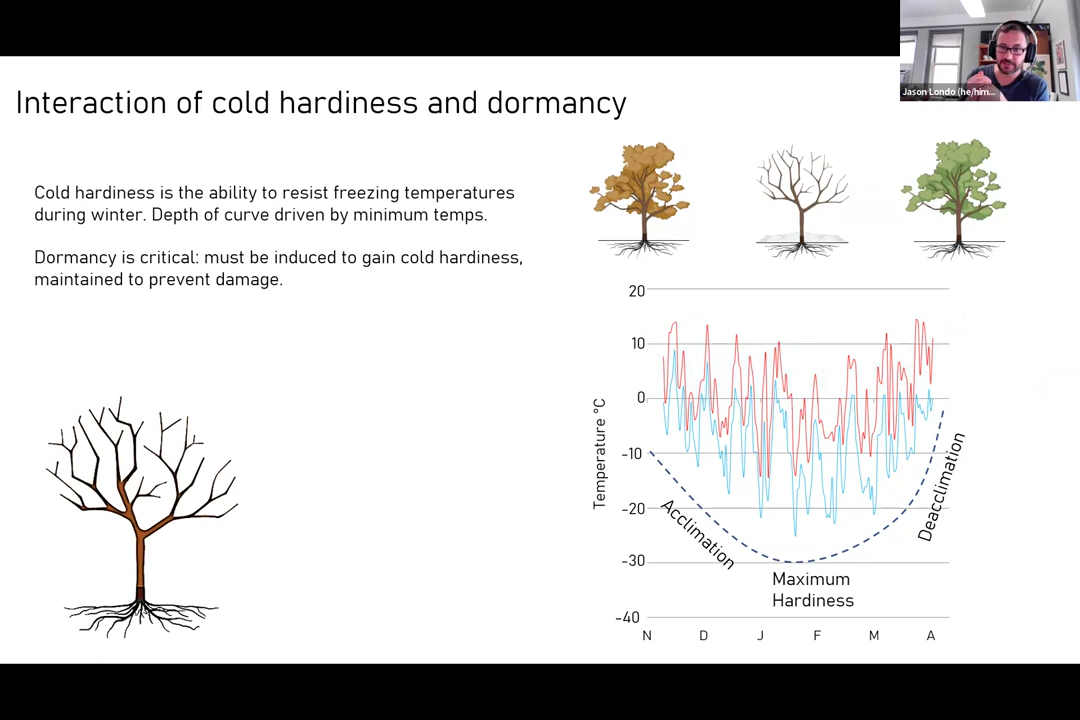 Jason Londo (he/him...
Interaction of cold hardiness and dormancy
Cold hardiness is the ability to resist freezing temperatures
during winter. Depth of curve driven by minimum temps.
Dormancy is critical: must be induced to gain cold hardiness,
maintained to prevent damage.
20
10
0
-10
-20
-30
-40
Temperature °C
Acclimation
Maximum
Hardiness
Deacclimation
N D J F M A